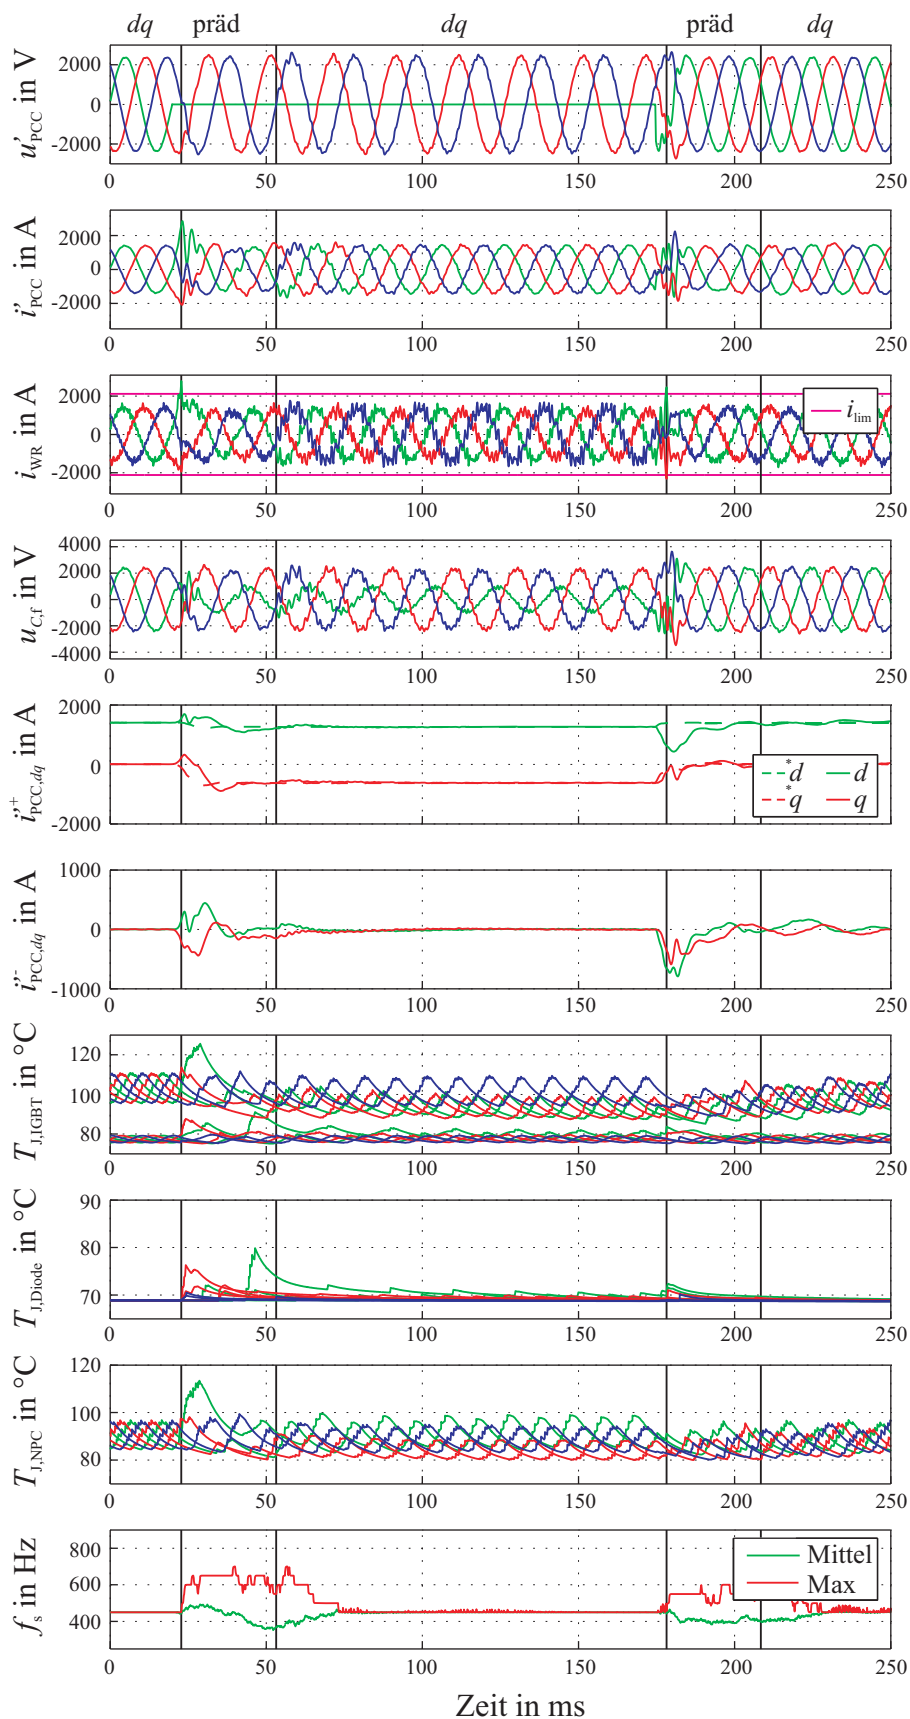 dq präd dq präd dq
u'PCC in V
2000
0
-2000
0 50 100 150 200 250
i'PCC in A
2000
0
-2000
0 50 100 150 200 250
iWR in A
2000
0
-2000
ilim
0 50 100 150 200 250
uC,f in V
4000
2000
0
-2000
-4000
0 50 100 150 200 250
i'+PCC,dq in A
2000
0
-2000
*d d
*q q
0 50 100 150 200 250
i'-PCC,dq in A
1000
0
-1000
0 50 100 150 200 250
TJ,IGBT in °C
120
100
80
0 50 100 150 200 250
TJ,Diode in °C
90
80
70
0 50 100 150 200 250
TJ,NPC in °C
120
100
80
0 50 100 150 200 250
fs in Hz
800
600
400
Mittel
Max
0 50 100 150 200 250
Zeit in ms